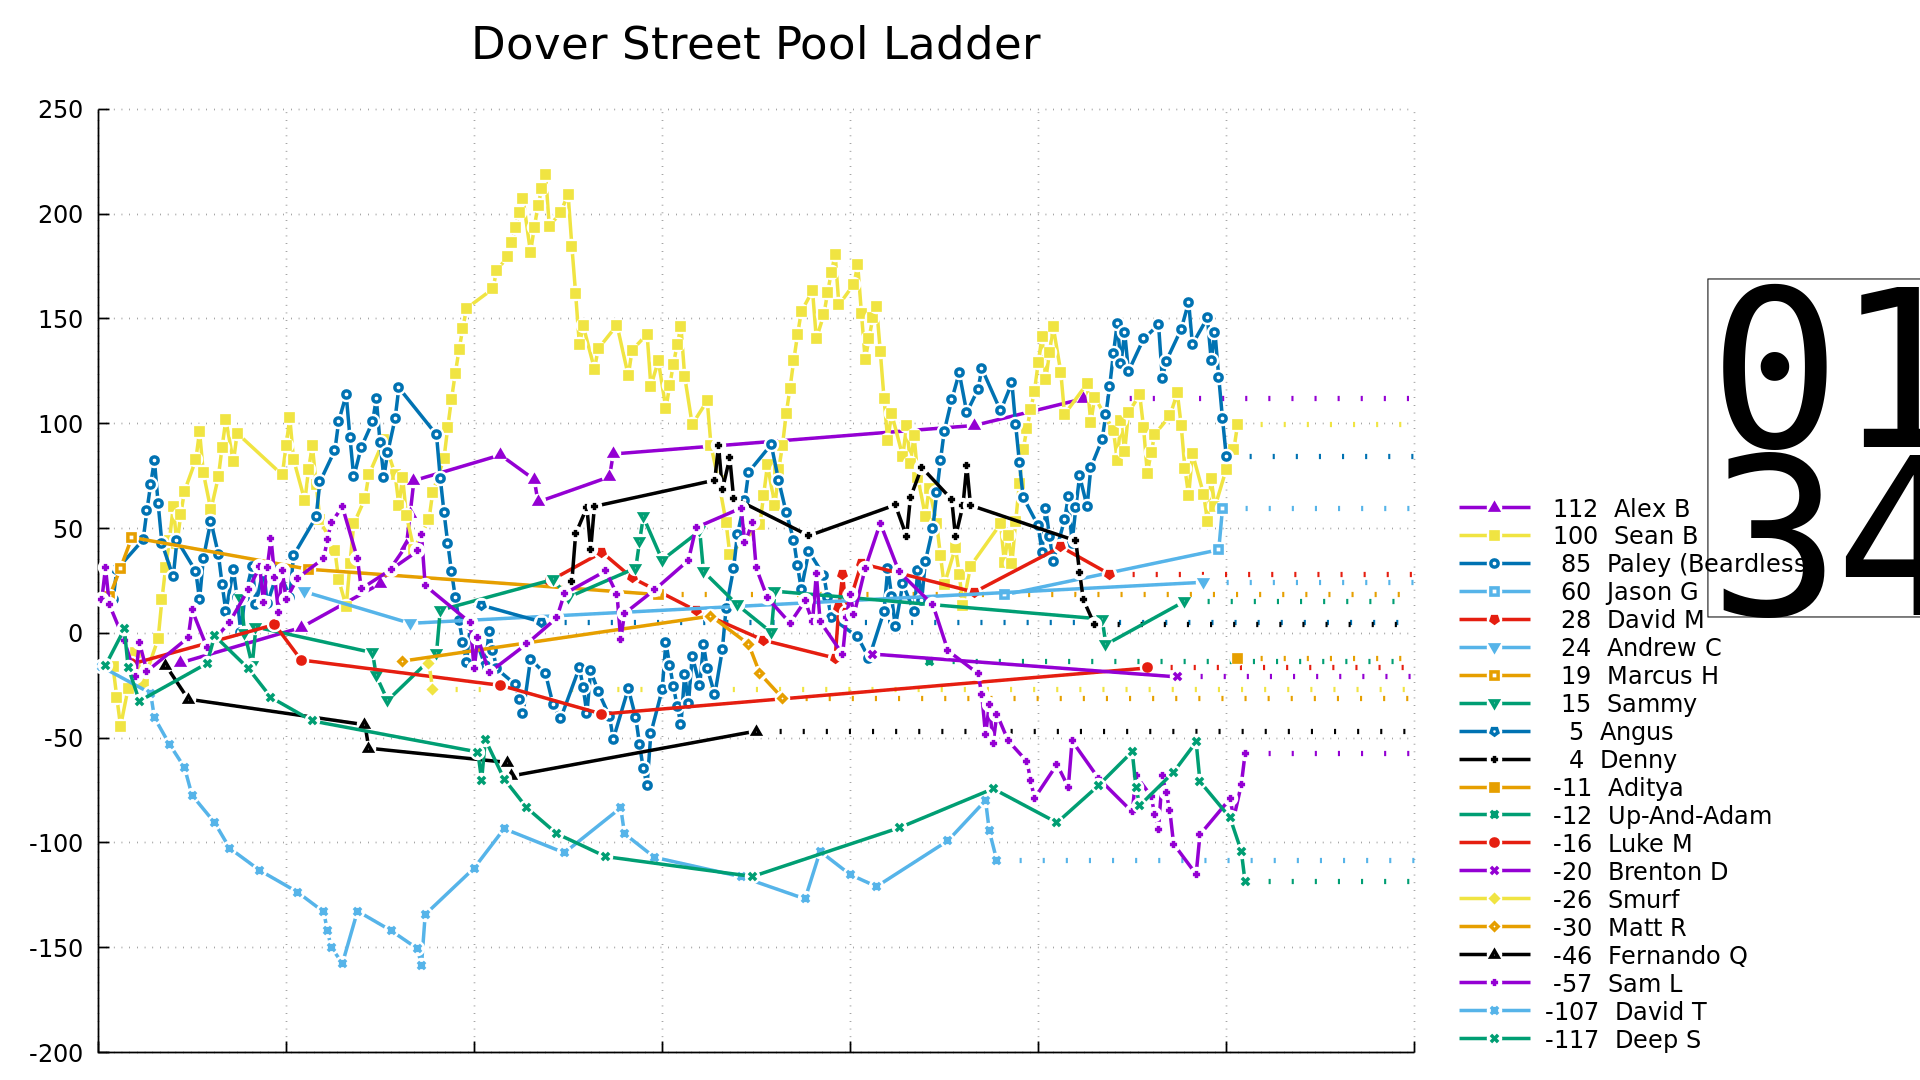 Dover Street Pool Ladder
250
200
150
100
50
0
-50
-100
-150
-200
01
34
112 Alex B
100 Sean B
85 Paley (Beardless
60 Jason G
28 David M
24 Andrew C
19 Marcus H
15 Sammy
5 Angus
4 Denny
-11 Aditya
-12 Up-And-Adam
-16 Luke M
-20 Brenton D
-26 Smurf
-30 Matt R
-46 Fernando Q
-57 Sam L
-107 David T
-117 Deep S